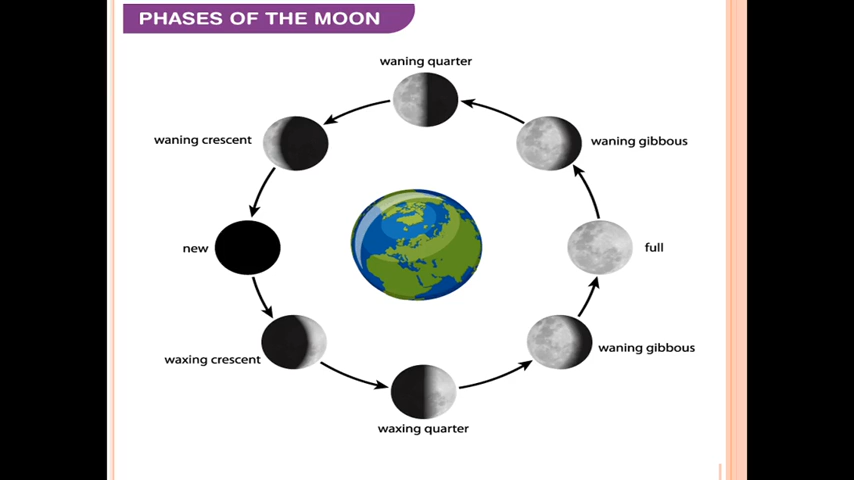 PHASES OF THE MOON
waning quarter
waning crescent
waning gibbous
new
full
waxing crescent
waning gibbous
waxing quarter